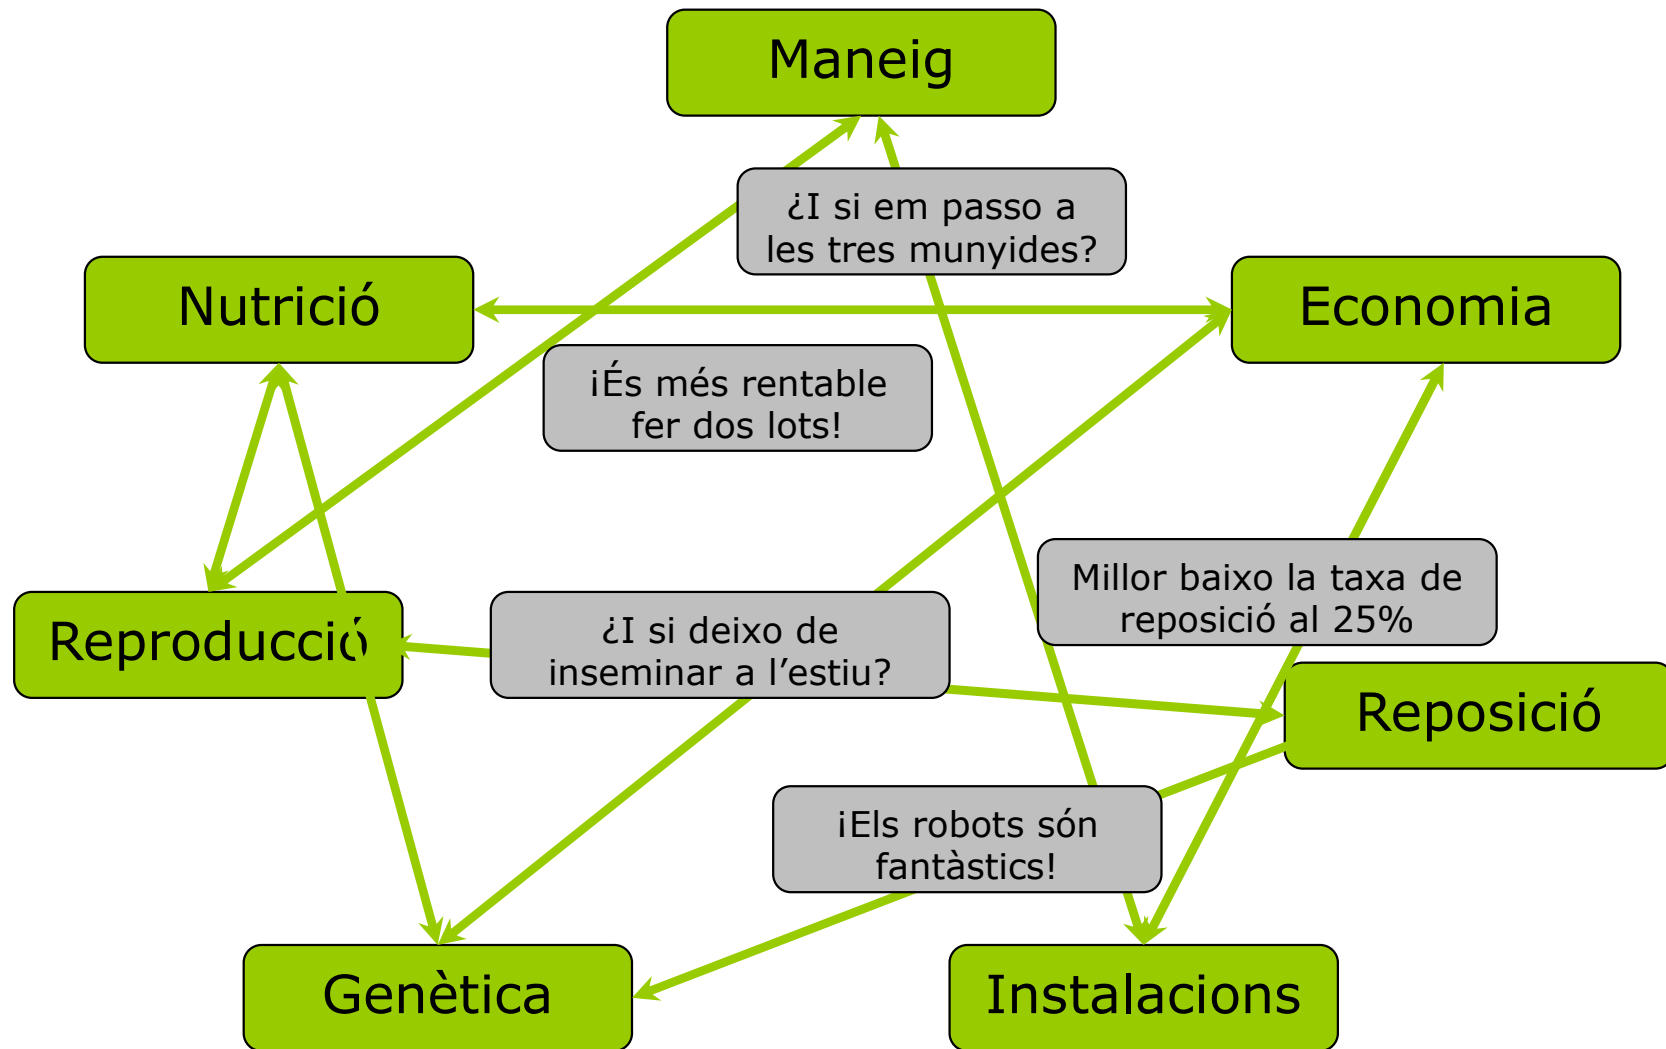 Maneig
¿I si em passo a
les tres munyides?
Nutrició
Economia
¡És més rentable
fer dos lots!
Millor baixo la taxa de
reposició al 25%
Reproducció
¿I si deixo de
inseminar a l’estiu?
Reposició
¡Els robots són
fantàstics!
Genètica
Instalacions